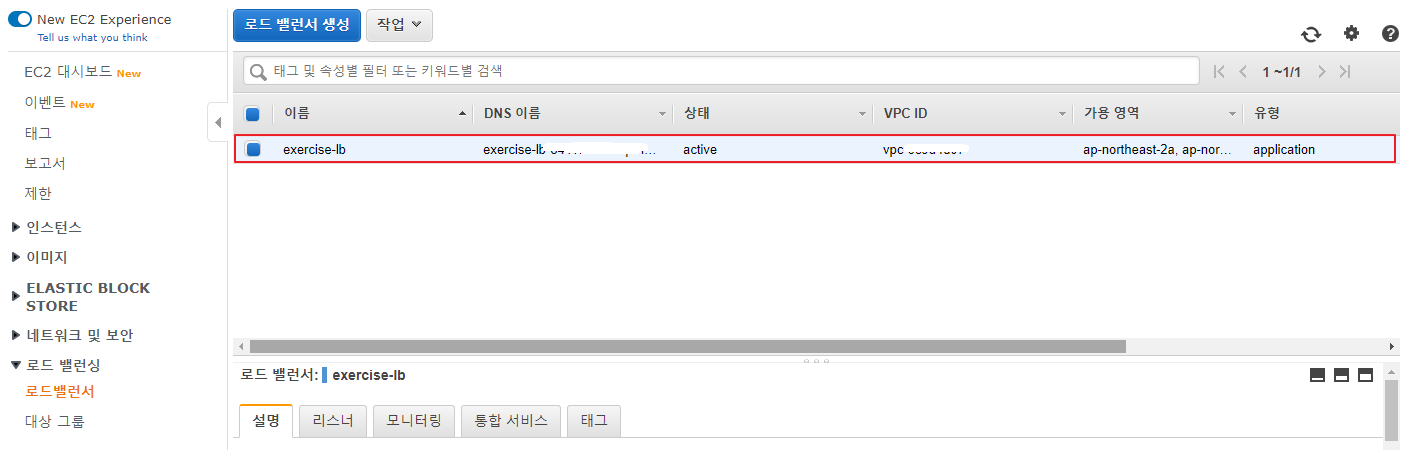 New EC2 Experience
Tell us what you think
EC2 대시보드 New
이벤트 New
태그
보고서
제한
인스턴스
이미지
ELASTIC BLOCK
STORE
네트워크 및 보안
로드 밸런싱
로드밸런서
대상 그룹
로드 밸런서 생성 작업
태그 및 속성별 필터 또는 키워드별 검색 1 ~1/1
이름 DNS 이름 상태 VPC ID 가용 영역 유형
exercise-lb exercise-lb active vpc ap-northeast-2a, ap-nor... application
로드 밸런서: exercise-lb
설명 리스너 모니터링 통합 서비스 태그